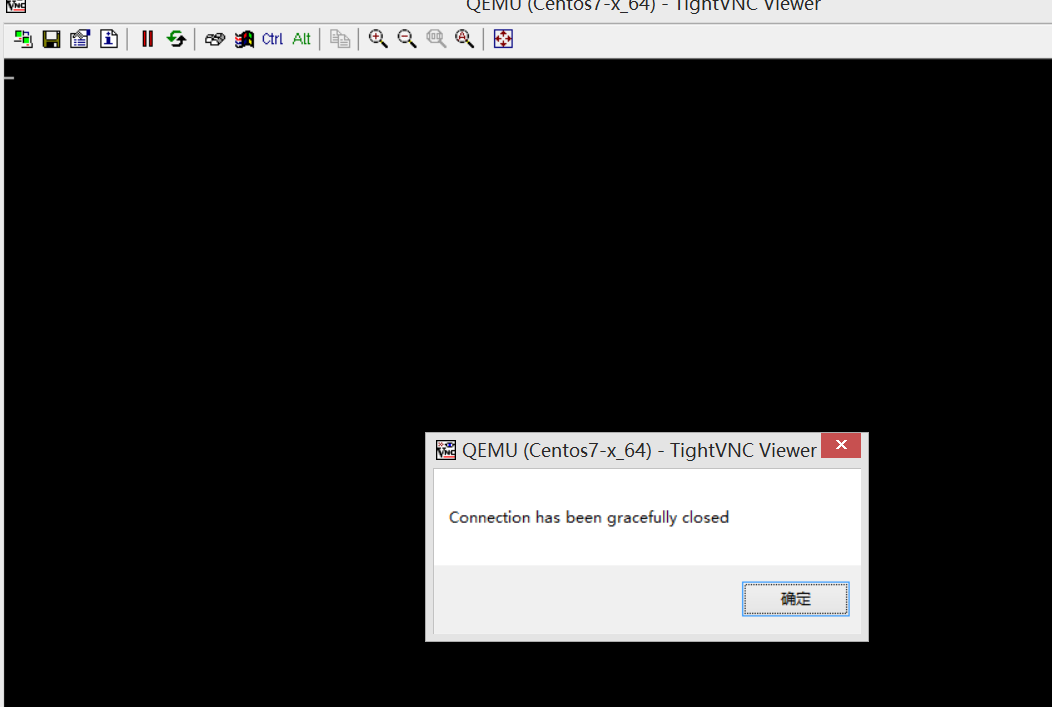 QEMU (Centos7-x_64) - TightVNC Viewer
Ctrl Alt
QEMU (Centos7-x_64) - TightVNC Viewer
Connection has been gracefully closed
确定